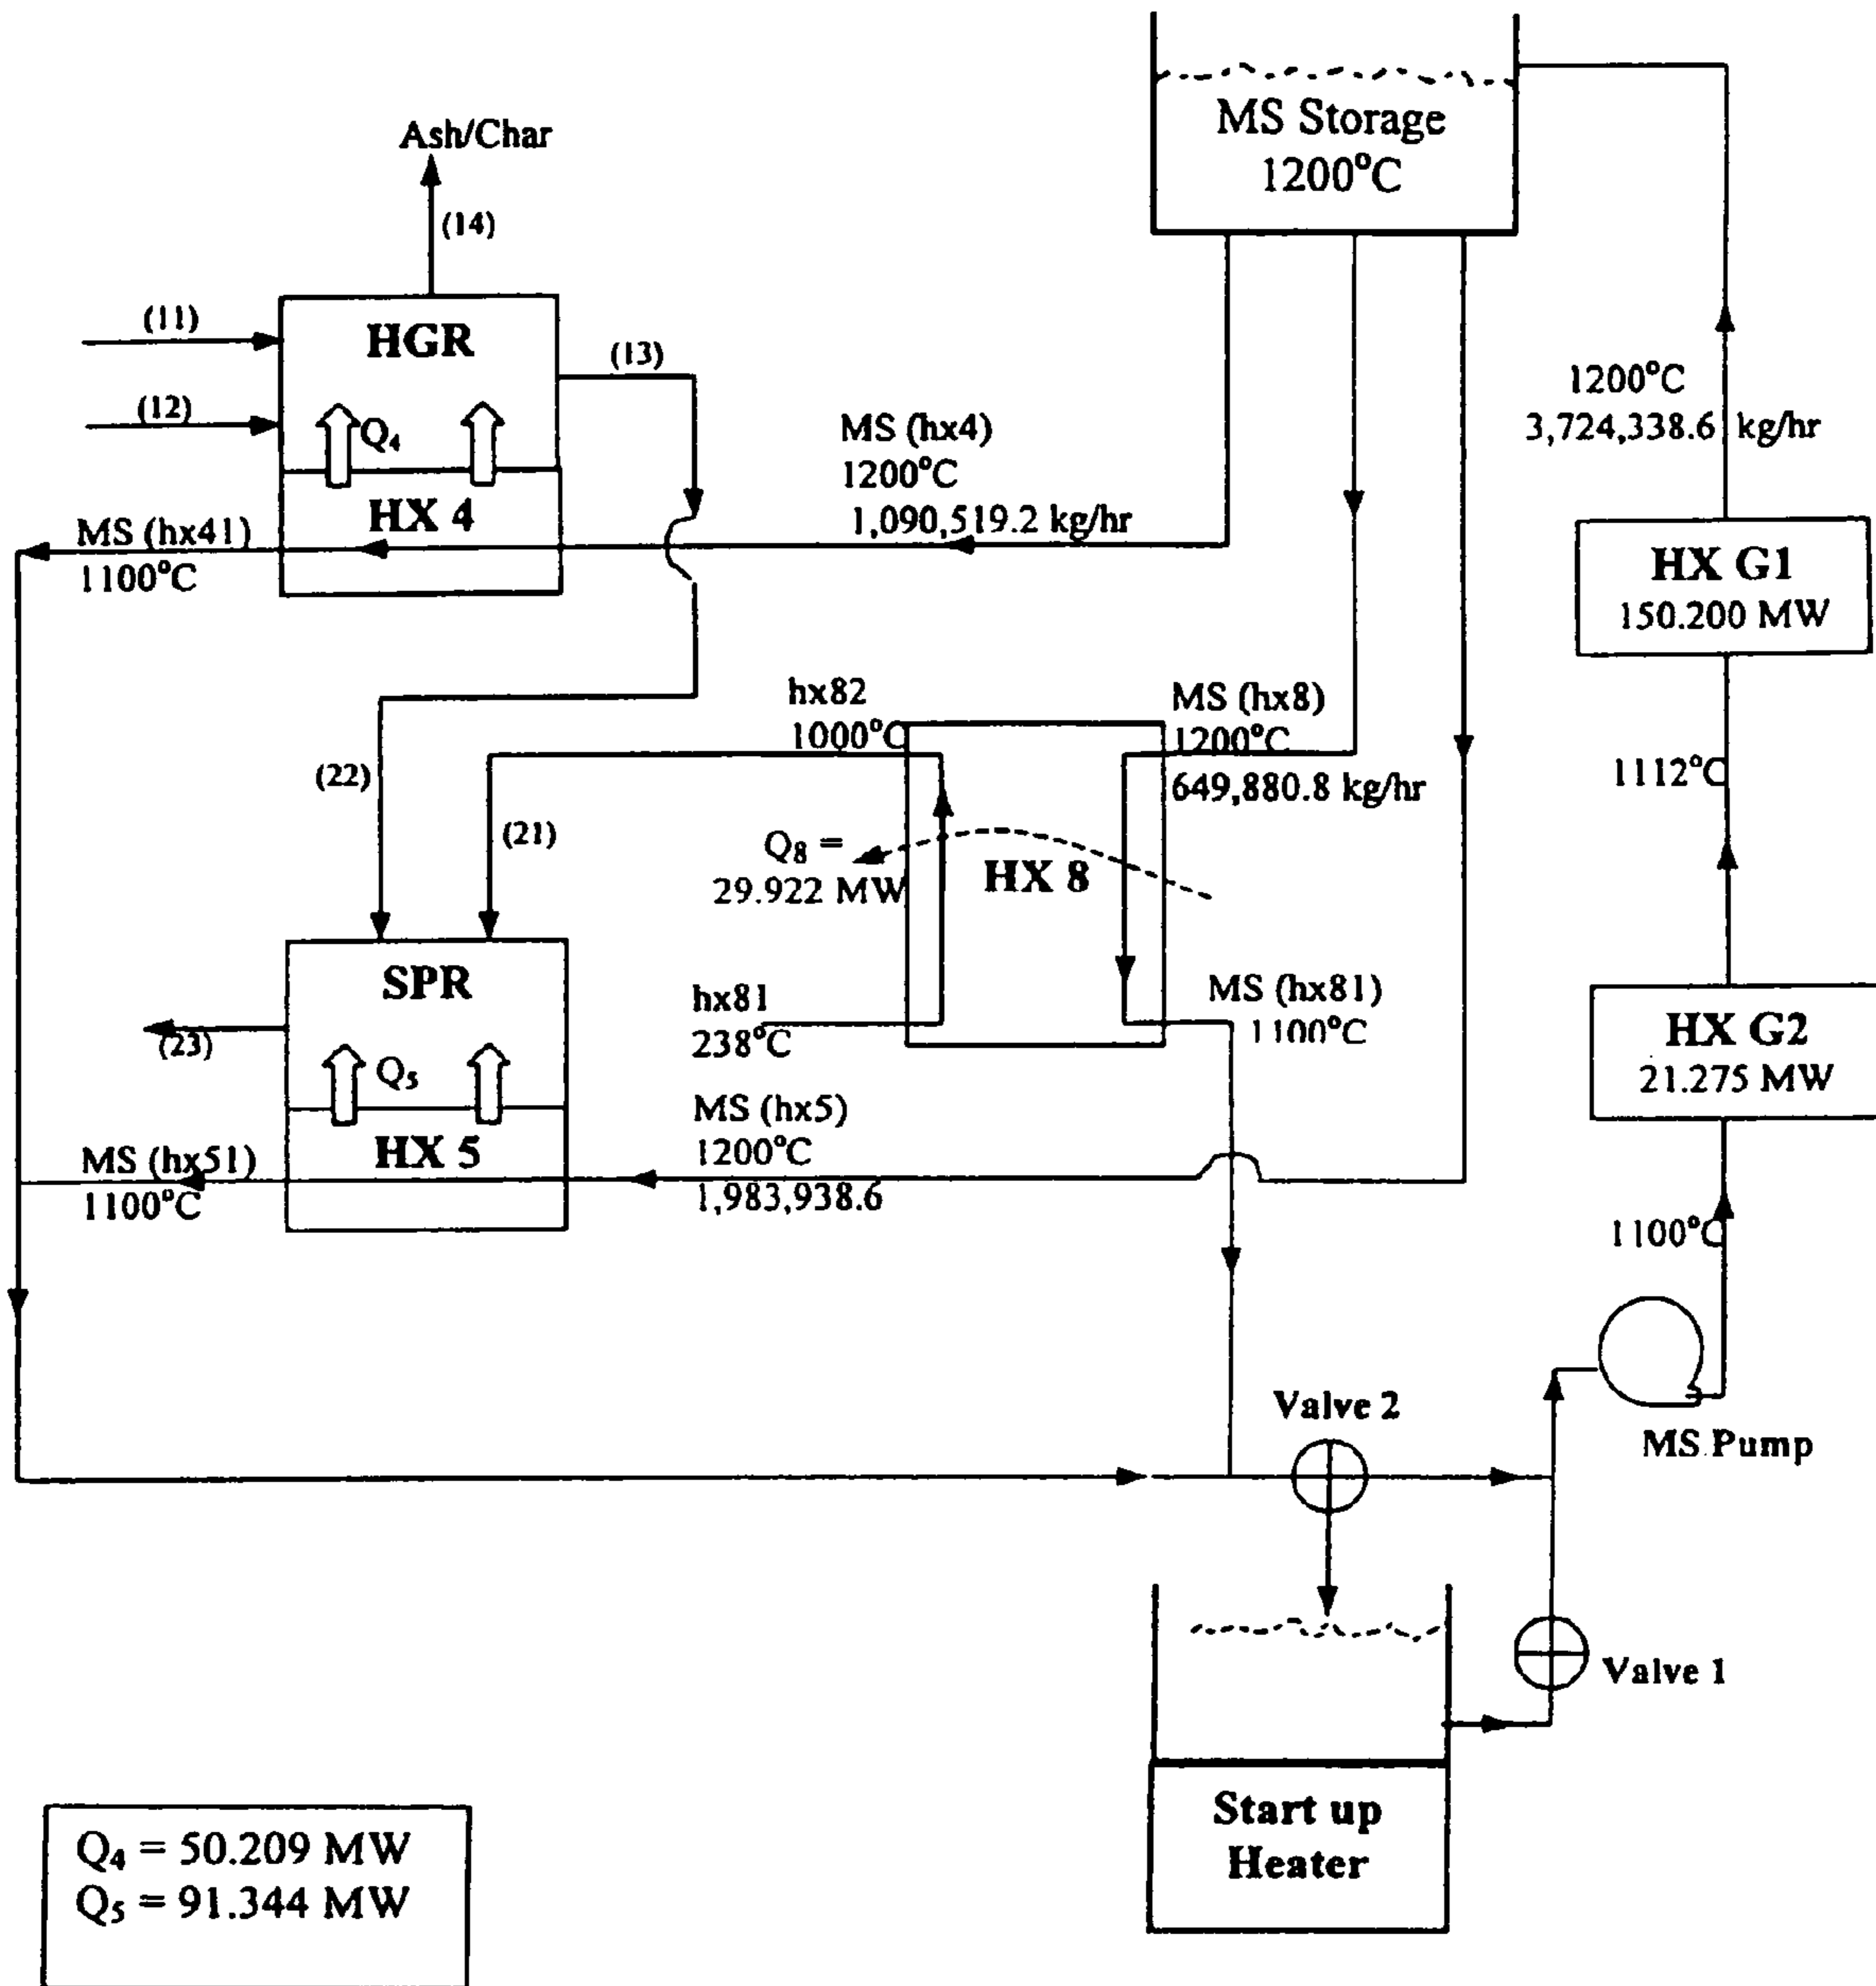 MS Storage
1200°C
Ash/Char
(14)
(11)
HGR
(13)
(12)
Q₄
MS (hx4)
1200°C
1,090,519.2 kg/hr
1200°C
3,724,338.6 kg/hr
HX 4
MS (hx41)
1100°C
HX G1
150.200 MW
hx82
1000°C
MS (hx8)
1200°C
649,880.8 kg/hr
1112°C
(22)
(21)
Q₈ =
29.922 MW
HX 8
SPR
hx81
238°C
MS (hx81)
1100°C
HX G2
21.275 MW
(23)
Q₅
MS (hx5)
1200°C
1,983,938.6
HX 5
MS (hx51)
1100°C
1100°C
Valve 2
MS Pump
Valve 1
Start up
Heater
Q₄ = 50.209 MW
Q₅ = 91.344 MW